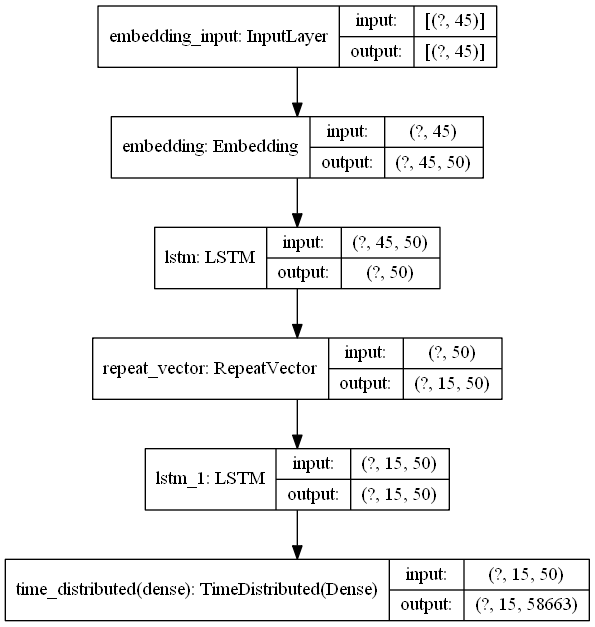 embedding_input: InputLayer
input: [(?, 45)]
output: [(?, 45)]
embedding: Embedding
input: (?, 45)
output: (?, 45, 50)
lstm: LSTM
input: (?, 45, 50)
output: (?, 50)
repeat_vector: RepeatVector
input: (?, 50)
output: (?, 15, 50)
lstm_1: LSTM
input: (?, 15, 50)
output: (?, 15, 50)
time_distributed(dense): TimeDistributed(Dense)
input: (?, 15, 50)
output: (?, 15, 58663)